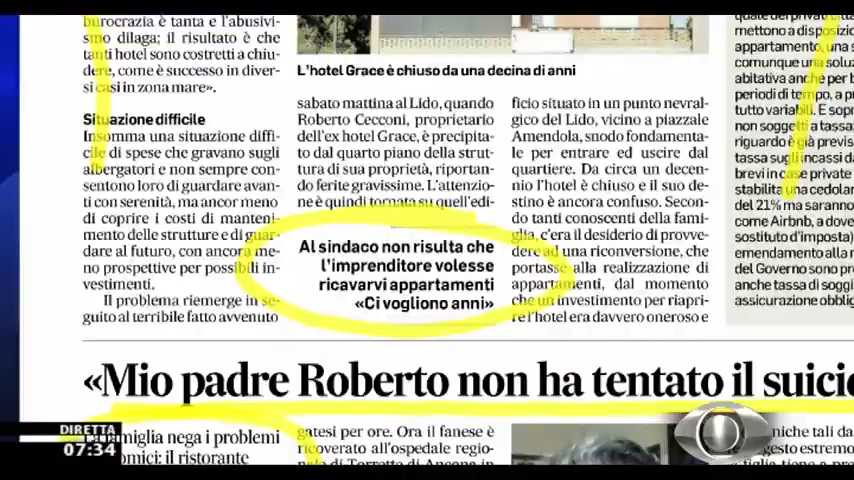 burocrazia è tanta e l'abusivi-
smo dilaga; il risultato è che
tanti hotel sono costretti a chiu-
dere, come è successo in diver-
si casi in zona mare».
Situazione difficile
Insomma una situazione diffi-
cile di spese che gravano sugli
albergatori e non sempre con-
sentono loro di guardare avan-
ti con serenità, ma ancor meno
di coprire i costi di manteni-
mento delle strutture e di guar-
dare al futuro, con ancora me-
no prospettive per possibili in-
vestimenti.
Il problema riemerge in se-
guito al terribile fatto avvenuto
L'hotel Grace è chiuso da una decina di anni
sabato mattina al Lido, quando
Roberto Cecconi, proprietario
dell'ex hotel Grace, è precipita-
to dal quarto piano della strut-
tura di sua proprietà, riportan-
do ferite gravissime. L'attenzio-
ne è quindi tornata su quell'edi-
Al sindaco non risulta che
l'imprenditore volesse
ricavarvi appartamenti
«Ci vogliono anni»
ficio situato in un punto nevral-
gico del Lido, vicino a piazzale
Amendola, snodo fondamenta-
le per entrare ed uscire dal
quartiere. Da circa un decen-
nio l'hotel è chiuso e il suo de-
stino è ancora confuso. Secon-
do tanti conoscenti della fami-
glia, c'era il desiderio di provve-
dere ad una riconversione, che
portasse alla realizzazione di
appartamenti, dal momento
che un investimento per riapri-
re l'hotel era davvero oneroso e
quale dei privati
mettono a disposizio
appartamento, una s
comunque una soluz
abitativa anche per b
periodi di tempo, a p
tutto variabili. E sopr
non soggetti a tassa
riguardo è già previs
tassa sugli incassi da
brevi in case private
stabilita una cedolar
del 21% ma saranno
come Airbnb, a dove
sostituto d'imposta)
emendamento alla m
del Governo sono pr
anche tassa di soggi
assicurazione obblig
«Mio padre Roberto non ha tentato il suicid
famiglia nega i problemi
omici: il ristorante
gatesi per ore. Ora il fanese è
ricoverato all'ospedale regio-
nale di Torrette di Ancona in
niche tali da
gesto estremo
DIRETTA
07:34